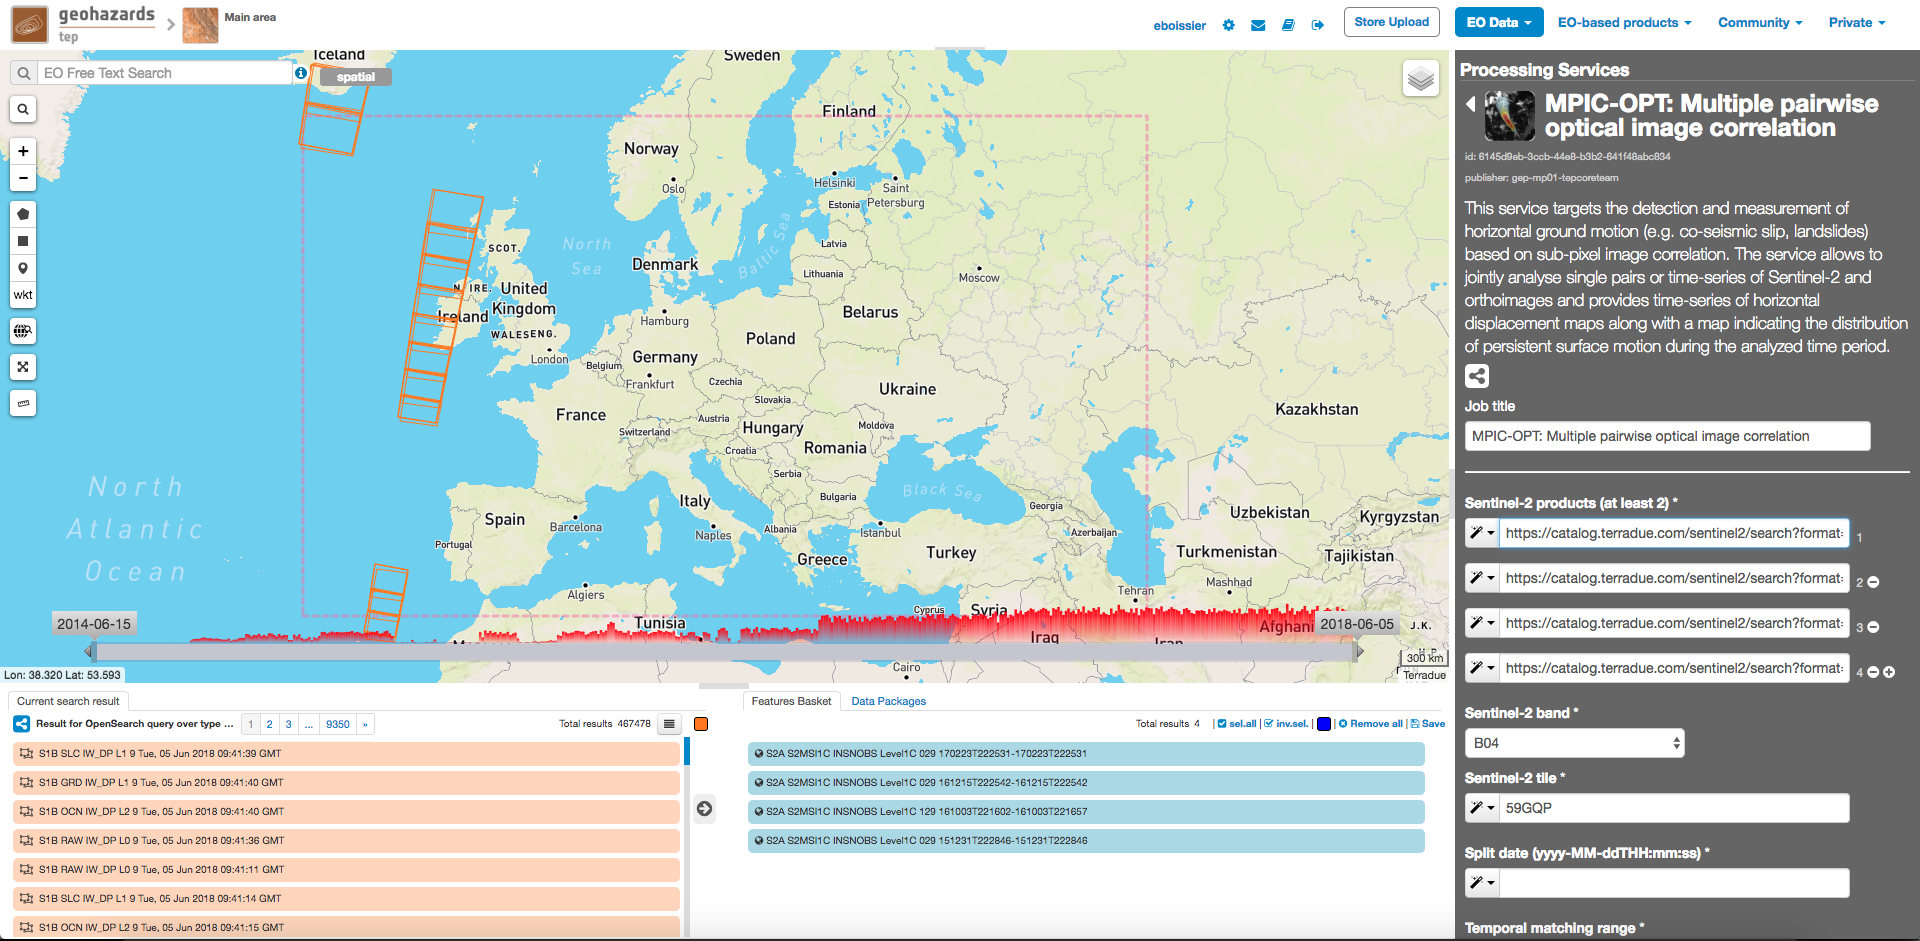 geohazards
tep
Main area
eboissier
Store Upload
EO Data
EO-based products
Community
Private
EO Free Text Search
spatial
wkt
Iceland
Sweden
Finland
Norway
Oslo
Helsinki
Saint
Petersburg
Estonia
Latvia
Lithuania
Moscow
North
Sea
Baltic Sea
SCOT.
Denmark
N. IRE.
United
Kingdom
Ireland
WALES
ENG.
London
Hamburg
Belarus
Poland
Germany
Belgium
Frankfurt
Czechia
Ukraine
Slovakia
France
Austria
Switzerland
Hungary
Moldova
Romania
Croatia
Kazakhstan
Serbia
Black Sea
Bulgaria
Italy
Georgia
Uzbekistan
Kyrgyzstan
Spain
Barcelona
Naples
Albania
Istanbul
Azerbaijan
Portugal
Greece
Turkey
Turkmenistan
Tajikistan
North
Atlantic
Ocean
Algiers
Tehran
Mashhad
Cyprus
Syria
Tunisia
Iraq
Iran
Afghani
J.K.
Cairo
2014-06-15
2018-06-05
300 km
Terradue
Lon: 38.320 Lat: 53.593
Current search result
Result for OpenSearch query over type ...
1 2 3 ... 9350 »
Total results 467478
S1B SLC IW_DP L1 9 Tue, 05 Jun 2018 09:41:39 GMT
S1B GRD IW_DP L1 9 Tue, 05 Jun 2018 09:41:40 GMT
S1B OCN IW_DP L2 9 Tue, 05 Jun 2018 09:41:40 GMT
S1B RAW IW_DP L0 9 Tue, 05 Jun 2018 09:41:36 GMT
S1B RAW IW_DP L0 9 Tue, 05 Jun 2018 09:41:11 GMT
S1B SLC IW_DP L1 9 Tue, 05 Jun 2018 09:41:14 GMT
S1B OCN IW_DP L2 9 Tue, 05 Jun 2018 09:41:15 GMT
Features Basket
Data Packages
Total results 4 | sel.all | inv.sel. | | Remove all | Save
S2A S2MSI1C INSNOBS Level1C 029 170223T222531-170223T222531
S2A S2MSI1C INSNOBS Level1C 029 161215T222542-161215T222542
S2A S2MSI1C INSNOBS Level1C 129 161003T221602-161003T221657
S2A S2MSI1C INSNOBS Level1C 029 151231T222846-151231T222846
Processing Services
MPIC-OPT: Multiple pairwise
optical image correlation
id: 6145d9eb-3ccb-44e8-b3b2-641f48abc834
publisher: gep-mp01-tepcoreteam
This service targets the detection and measurement of
horizontal ground motion (e.g. co-seismic slip, landslides)
based on sub-pixel image correlation. The service allows to
jointly analyse single pairs or time-series of Sentinel-2 and
orthoimages and provides time-series of horizontal
displacement maps along with a map indicating the distribution
of persistent surface motion during the analyzed time period.
Job title
MPIC-OPT: Multiple pairwise optical image correlation
Sentinel-2 products (at least 2) *
https://catalog.terradue.com/sentinel2/search?format= 1
https://catalog.terradue.com/sentinel2/search?format= 2
https://catalog.terradue.com/sentinel2/search?format= 3
https://catalog.terradue.com/sentinel2/search?format= 4
Sentinel-2 band *
B04
Sentinel-2 tile *
59GQP
Split date (yyyy-MM-ddTHH:mm:ss) *
Temporal matching range *